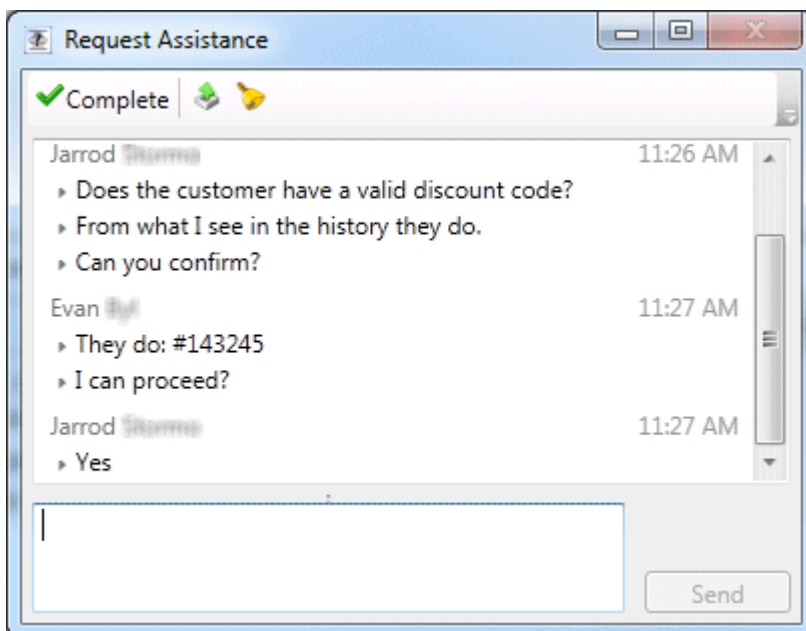 Request Assistance
Complete
Jarrod 11:26 AM
Does the customer have a valid discount code?
From what I see in the history they do.
Can you confirm?
Evan 11:27 AM
They do: #143245
I can proceed?
Jarrod 11:27 AM
Yes
Send